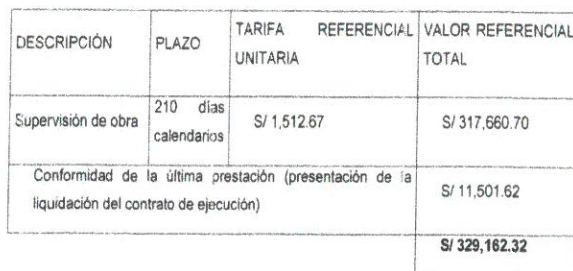 DESCRIPCIÓN PLAZO TARIFA REFERENCIAL UNITARIA VALOR REFERENCIAL TOTAL
Supervisión de obra 210 días calendarios S/ 1,512.67 S/ 317,660.70
Conformidad de la última prestación (presentación de la
liquidación del contrato de ejecución) S/ 11,501.62
S/ 329,162.32